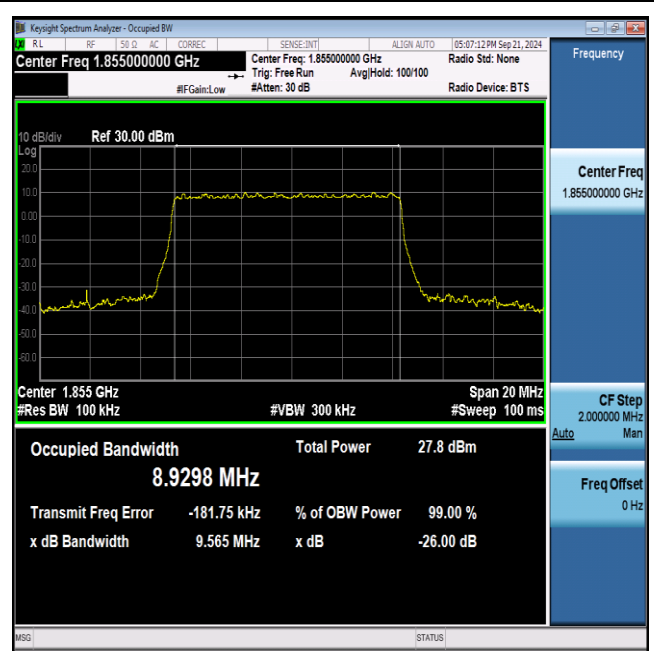 Keysight Spectrum Analyzer - Occupied BW
RL RF 50 Ω AC CORREC SENSE:INT ALIGN AUTO 05:07:12 PM Sep 21, 2024
Center Freq 1.855000000 GHz Center Freq: 1.855000000 GHz Radio Std: None
Trig: Free Run Avg|Hold: 100/100
#IFGain:Low #Atten: 30 dB Radio Device: BTS
10 dB/div Ref 30.00 dBm
Log
20.0
10.0
0.00
-10.0
-20.0
-30.0
-40.0
-50.0
-60.0
Center 1.855 GHz Span 20 MHz
#Res BW 100 kHz #VBW 300 kHz #Sweep 100 ms
Occupied Bandwidth Total Power 27.8 dBm
8.9298 MHz
Transmit Freq Error -181.75 kHz % of OBW Power 99.00 %
x dB Bandwidth 9.565 MHz x dB -26.00 dB
MSG STATUS
Frequency
Center Freq
1.855000000 GHz
CF Step
2.000000 MHz
Auto Man
Freq Offset
0 Hz